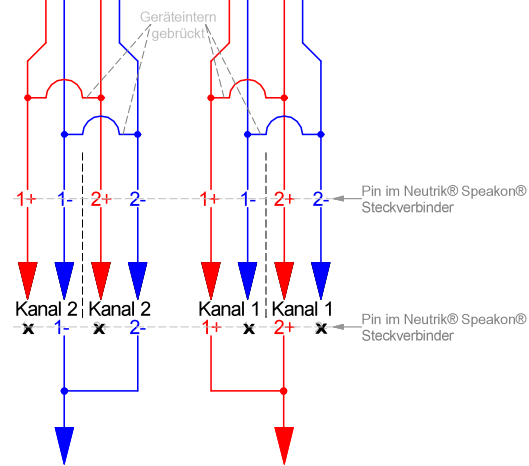 Geräteintern
gebrückt
1+ 1- 2+ 2- 1+ 1- 2+ 2-
Pin im Neutrik® Speakon®
Steckverbinder
Kanal 2 Kanal 2 Kanal 1 Kanal 1
x 1- x 2- 1+ x 2+ x
Pin im Neutrik® Speakon®
Steckverbinder